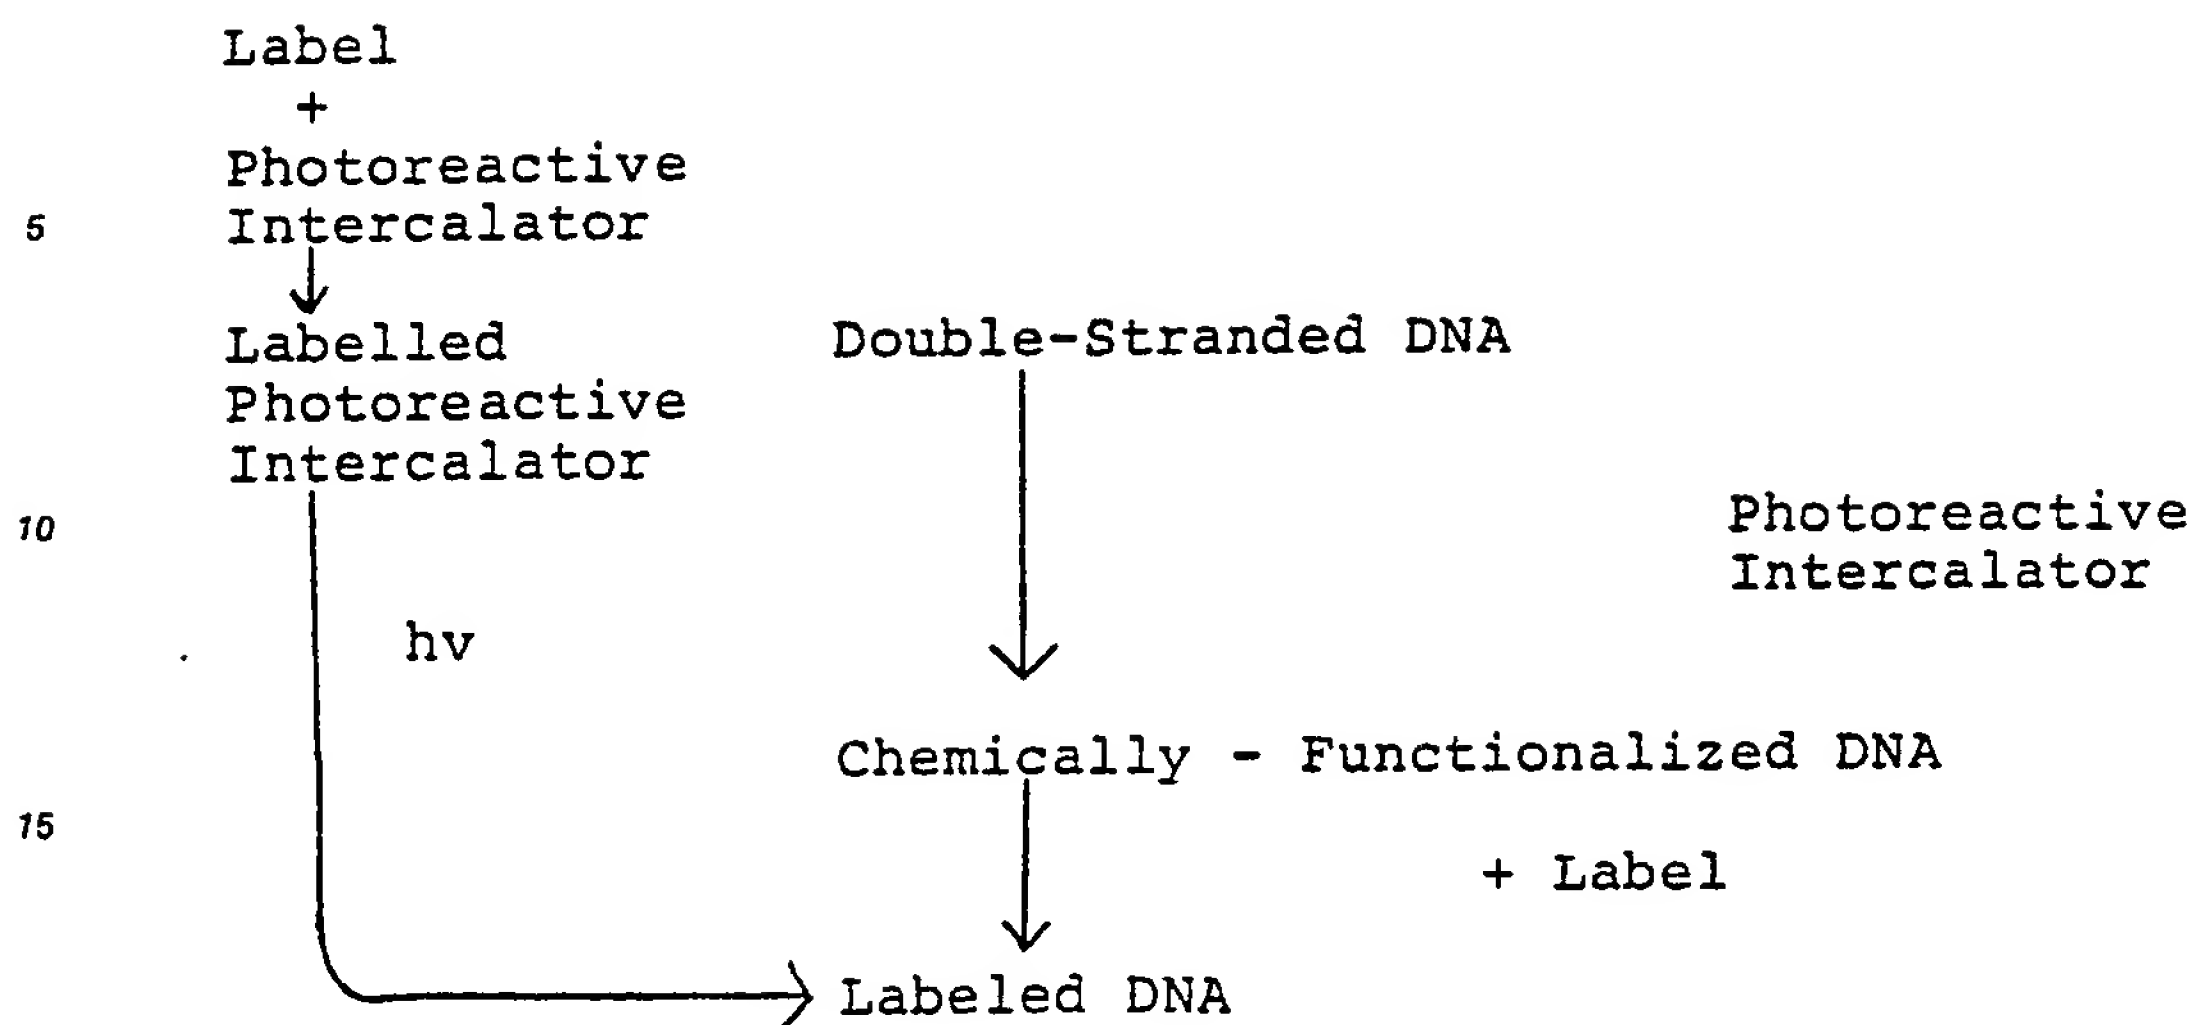 Label
+
Photoreactive
5 Intercalator
Labelled Double-Stranded DNA
Photoreactive
Intercalator
10 Photoreactive
Intercalator
hv
Chemically - Functionalized DNA
15
+ Label
Labeled DNA